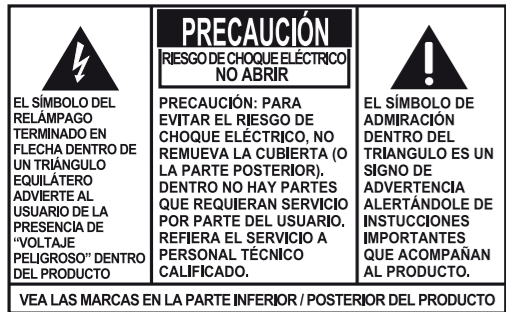 PRECAUCIÓN
RIESGO DE CHOQUE ELÉCTRICO
NO ABRIR
EL SÍMBOLO DEL
RELÁMPAGO
TERMINADO EN
FLECHA DENTRO DE
UN TRIÁNGULO
EQUILÁTERO
ADVIERTE AL
USUARIO DE LA
PRESENCIA DE
“VOLTAJE
PELIGROSO” DENTRO
DEL PRODUCTO
PRECAUCIÓN: PARA
EVITAR EL RIESGO DE
CHOQUE ELÉCTRICO, NO
REMUEVA LA CUBIERTA (O
LA PARTE POSTERIOR).
DENTRO NO HAY PARTES
QUE REQUIERAN SERVICIO
POR PARTE DEL USUARIO.
REFIERA EL SERVICIO A
PERSONAL TÉCNICO
CALIFICADO.
EL SÍMBOLO DE
ADMIRACIÓN
DENTRO DEL
TRIANGULO ES UN
SIGNO DE
ADVERTENCIA
ALERTÁNDOLE DE
INSTUCCIONES
IMPORTANTES
QUE ACOMPAÑAN
AL PRODUCTO.
VEA LAS MARCAS EN LA PARTE INFERIOR / POSTERIOR DEL PRODUCTO